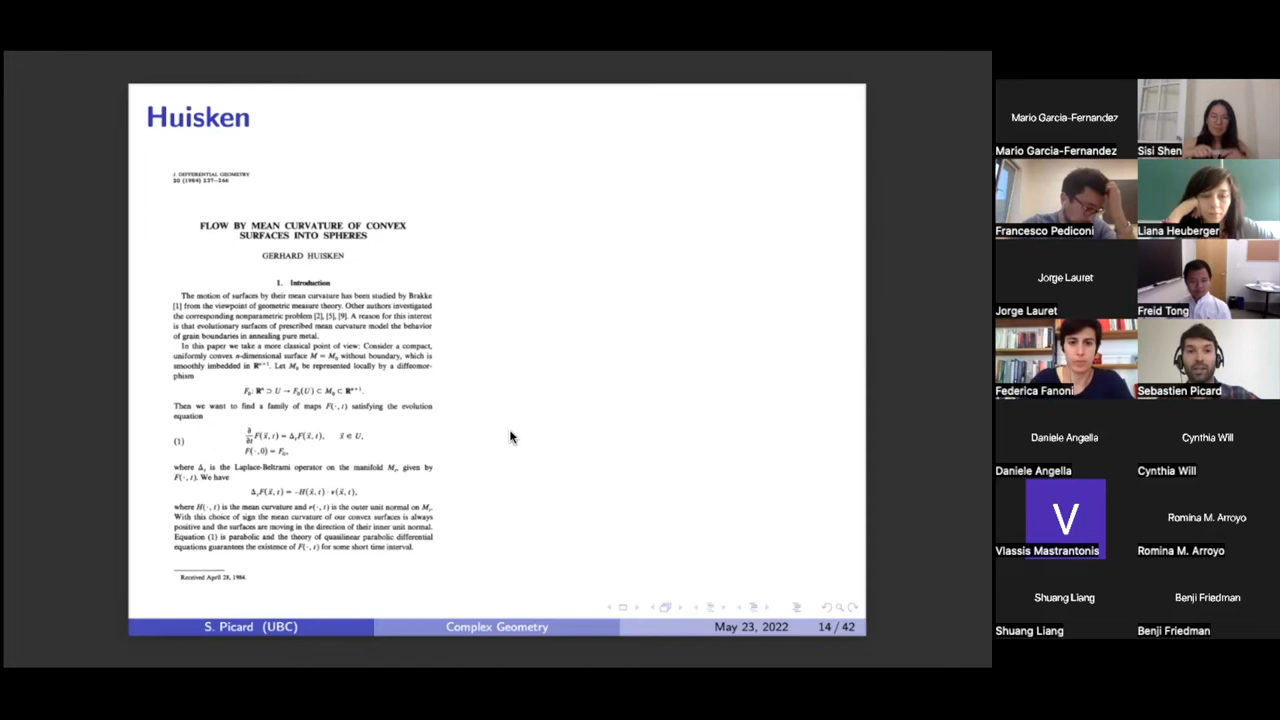 Huisken
J. DIFFERENTIAL GEOMETRY
20 (1984) 237–266
FLOW BY MEAN CURVATURE OF CONVEX
SURFACES INTO SPHERES
GERHARD HUISKEN
1. Introduction
The motion of surfaces by their mean curvature has been studied by Brakke
[1] from the viewpoint of geometric measure theory. Other authors investigated
the corresponding nonparametric problem [2], [5], [9]. A reason for this interest
is that evolutionary surfaces of prescribed mean curvature model the behavior
of grain boundaries in annealing pure metal.
In this paper we take a more classical point of view: Consider a compact,
uniformly convex n-dimensional surface M = M₀ without boundary, which is
smoothly imbedded in Rⁿ⁺¹. Let M₀ be represented locally by a diffeomor-
phism
F₀: Rⁿ ⊃ U → F₀(U) ⊂ M₀ ⊂ Rⁿ⁺¹.
Then we want to find a family of maps F(·, t) satisfying the evolution
equation
(1) ∂/∂t F(x⃗, t) = Δₜ F(x⃗, t), x⃗ ∈ U,
F(·, 0) = F₀,
where Δₜ is the Laplace-Beltrami operator on the manifold Mₜ, given by
F(·, t). We have
Δₜ F(x⃗, t) = −H(x⃗, t) · ν(x⃗, t),
where H(·, t) is the mean curvature and ν(·, t) is the outer unit normal on Mₜ.
With this choice of sign the mean curvature of our convex surfaces is always
positive and the surfaces are moving in the direction of their inner unit normal.
Equation (1) is parabolic and the theory of quasilinear parabolic differential
equations guarantees the existence of F(·, t) for some short time interval.
Received April 28, 1984.
S. Picard (UBC)
Complex Geometry
May 23, 2022
14 / 42
Mario Garcia-Fernandez
Mario Garcia-Fernandez
Sisi Shen
Francesco Pediconi
Liana Heuberger
Jorge Lauret
Jorge Lauret
Freid Tong
Federica Fanoni
Sebastien Picard
Daniele Angella
Daniele Angella
Cynthia Will
Cynthia Will
V
Vlassis Mastrantonis
Romina M. Arroyo
Romina M. Arroyo
Shuang Liang
Shuang Liang
Benji Friedman
Benji Friedman